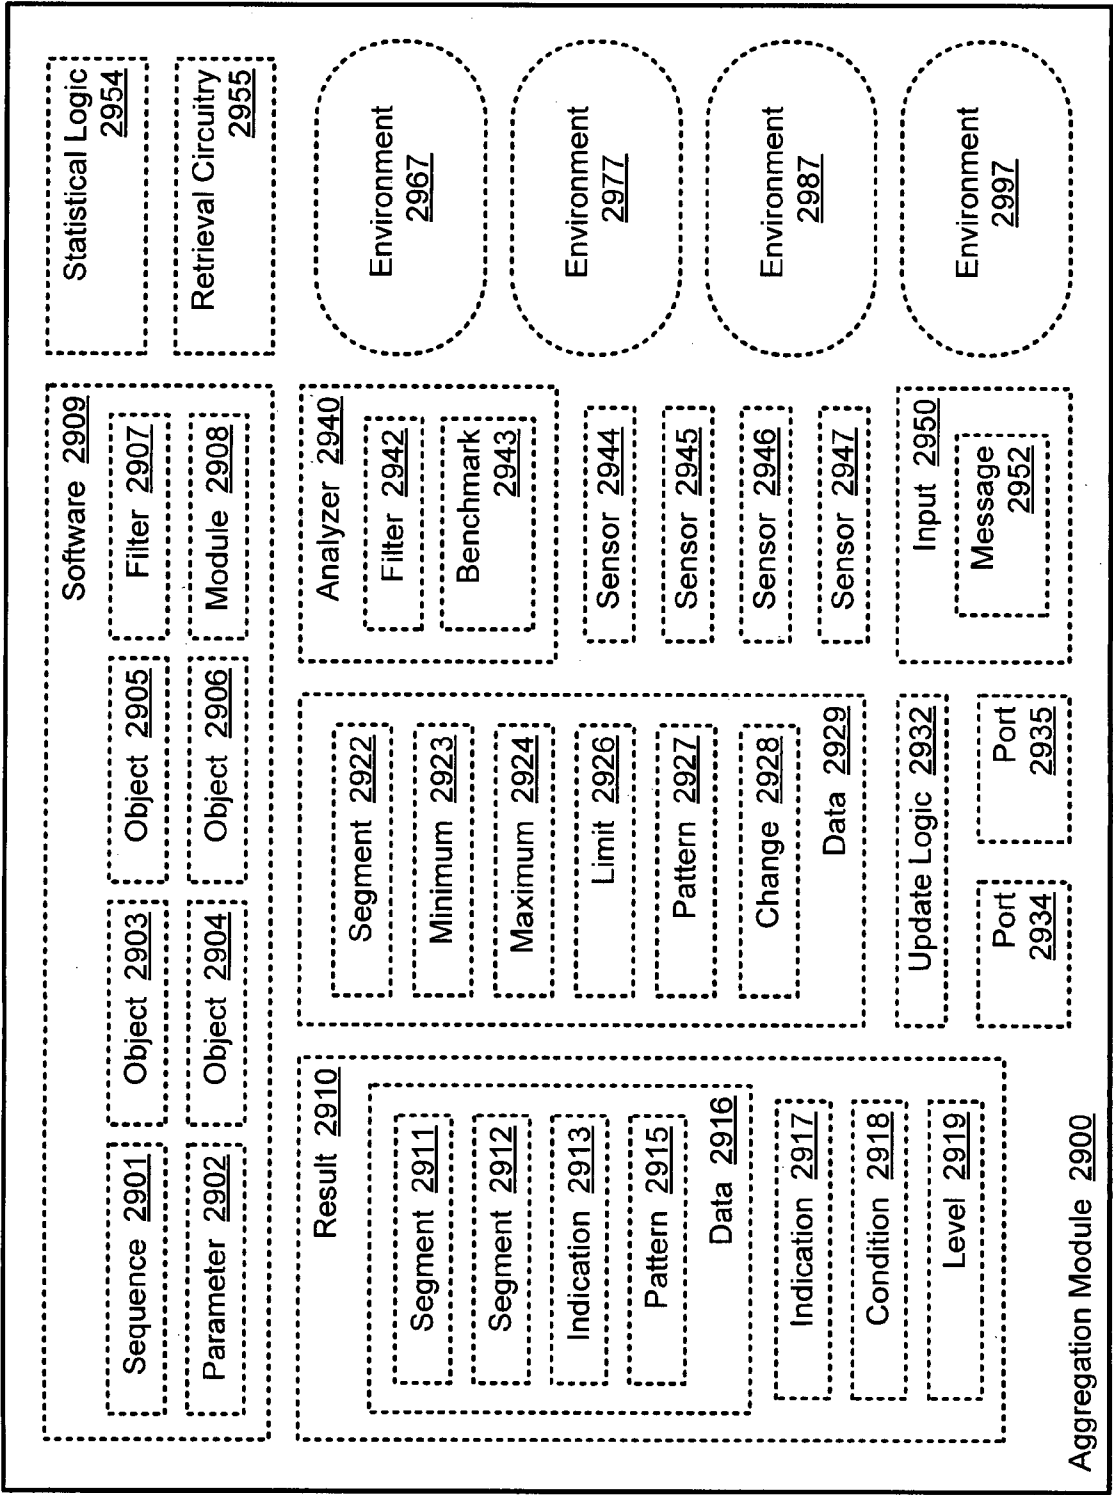 Software 2909
Sequence 2901
Object 2903
Object 2905
Filter 2907
Parameter 2902
Object 2904
Object 2906
Module 2908
Statistical Logic
2954
Retrieval Circuitry
2955
Result 2910
Segment 2911
Segment 2912
Indication 2913
Pattern 2915
Data 2916
Indication 2917
Condition 2918
Level 2919
Segment 2922
Minimum 2923
Maximum 2924
Limit 2926
Pattern 2927
Change 2928
Data 2929
Update Logic 2932
Port
2934
Port
2935
Analyzer 2940
Filter 2942
Benchmark
2943
Sensor 2944
Sensor 2945
Sensor 2946
Sensor 2947
Input 2950
Message
2952
Environment
2967
Environment
2977
Environment
2987
Environment
2997
Aggregation Module 2900